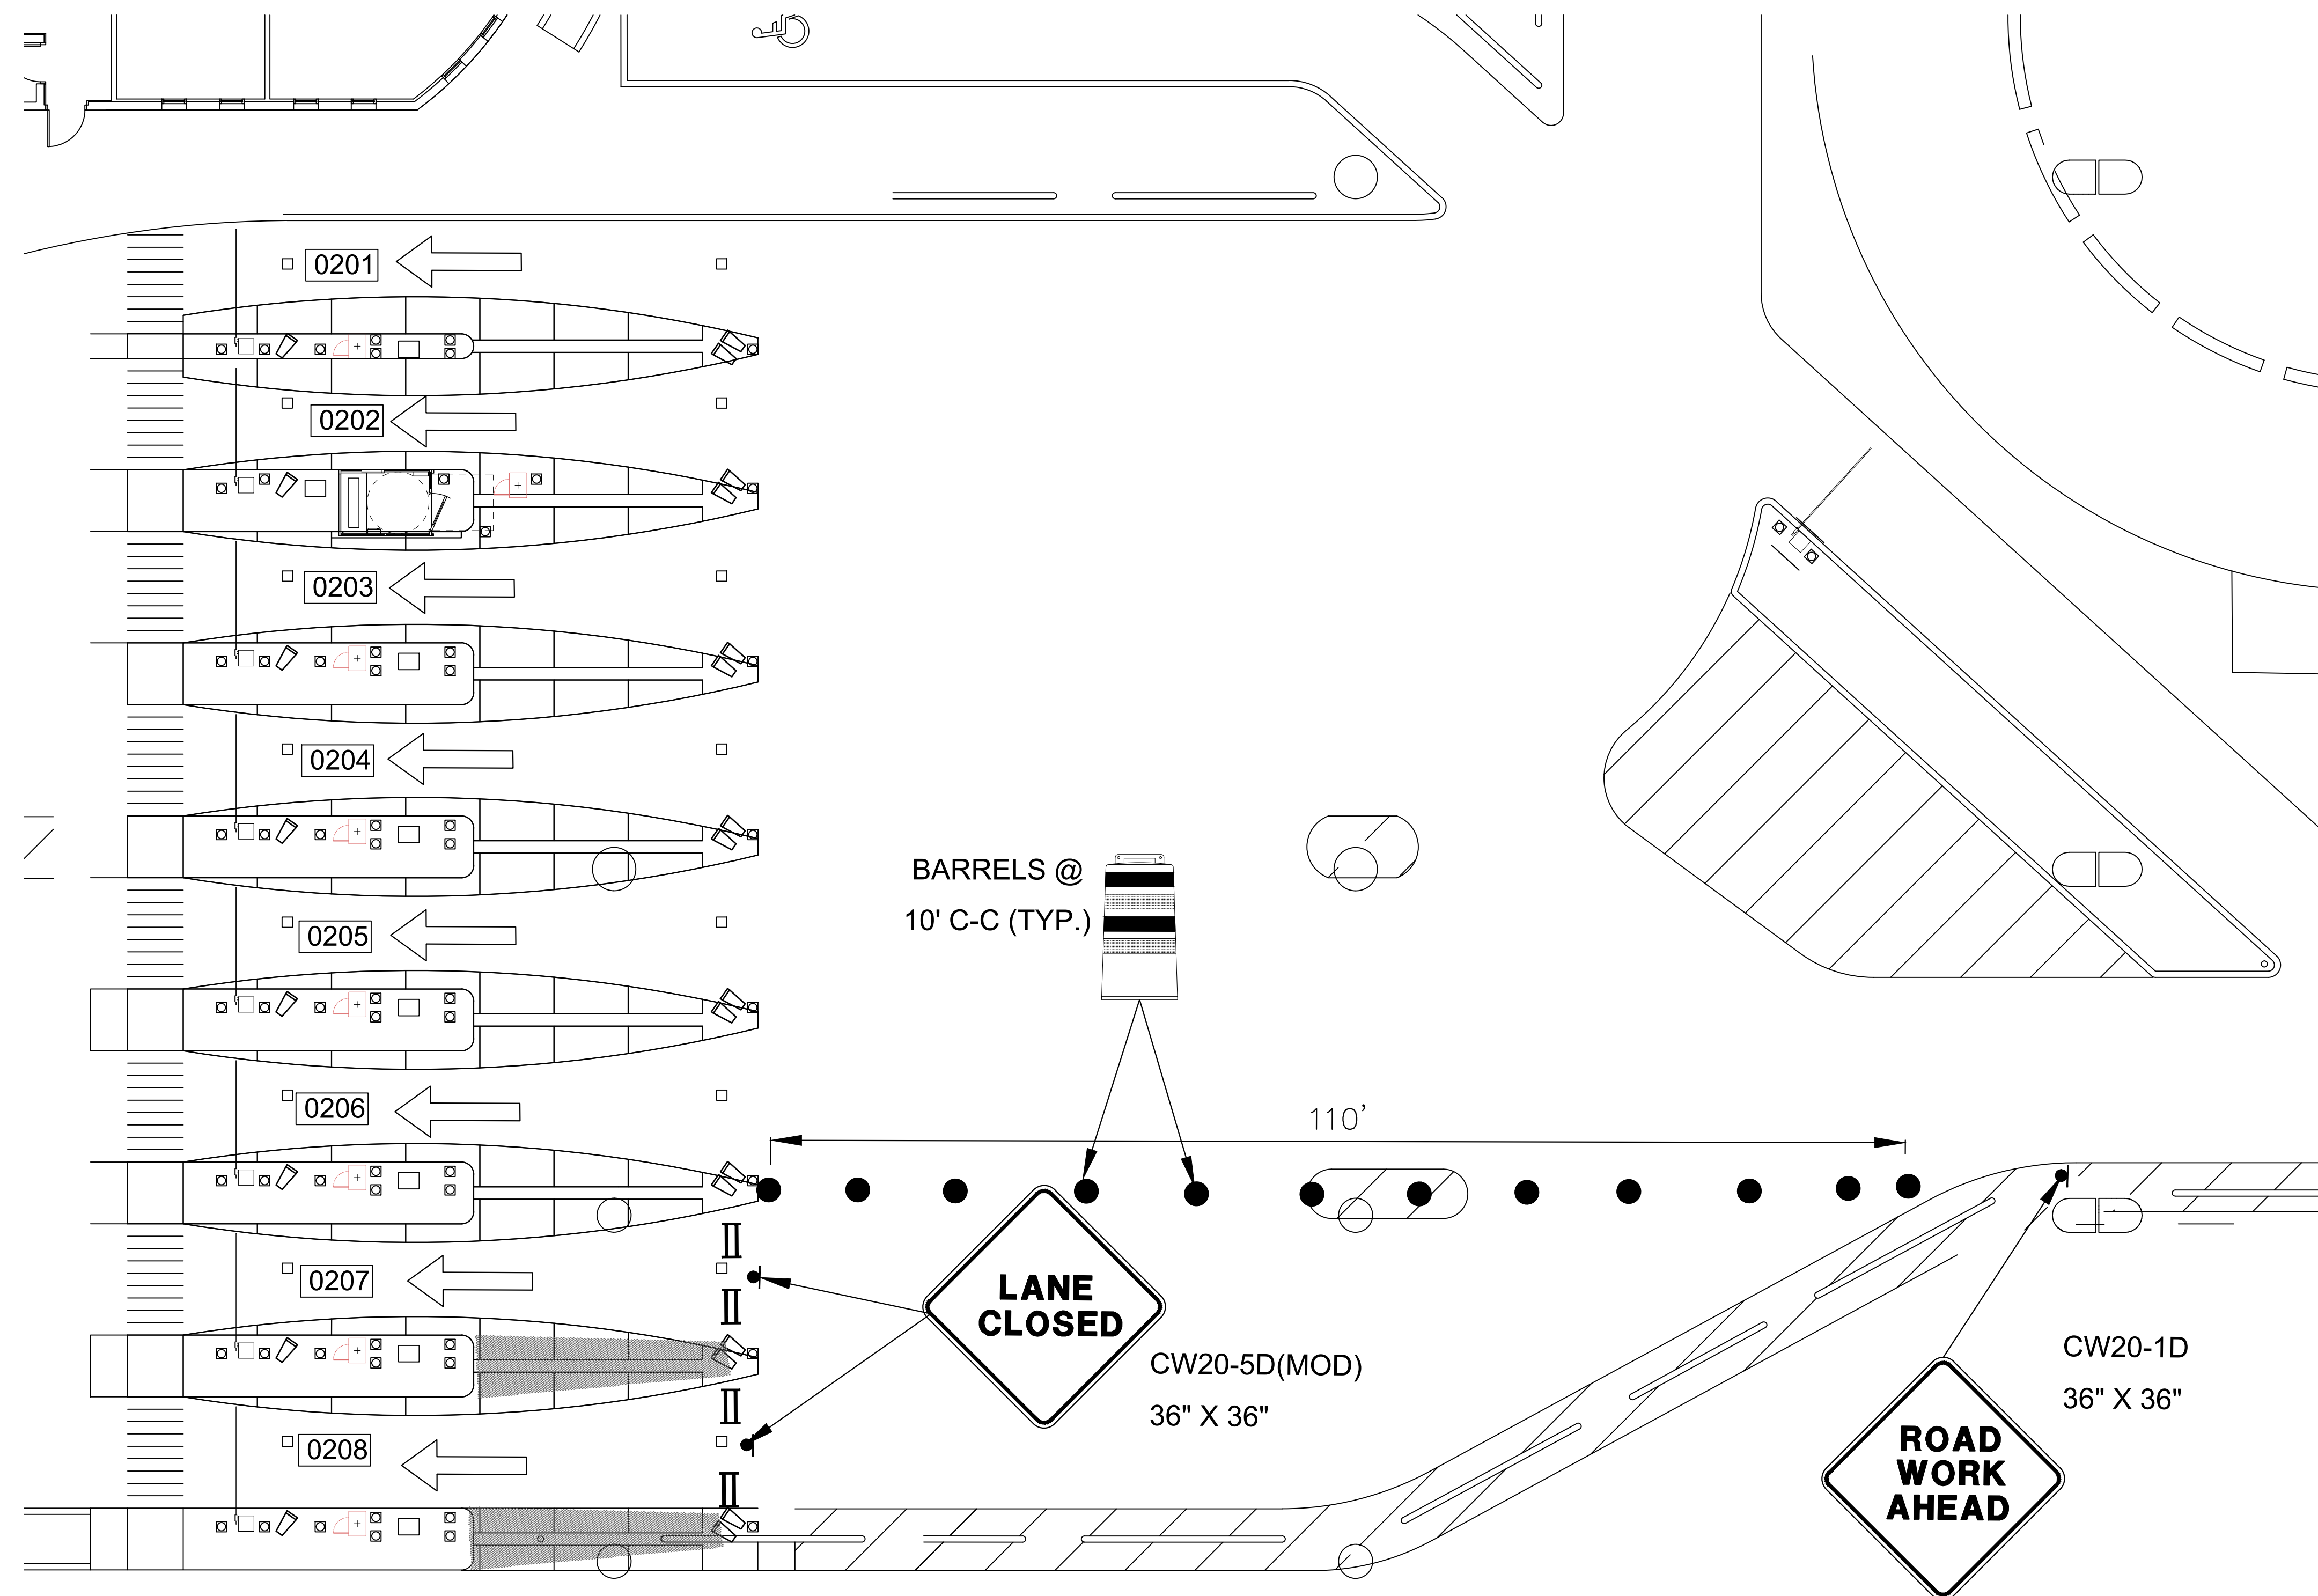 0201
0202
0203
0204
BARRELS @
10' C-C (TYP.)
0205
0206
110'
0207
LANE
CLOSED
CW20-5D(MOD)
36" X 36"
CW20-1D
36" X 36"
0208
ROAD
WORK
AHEAD